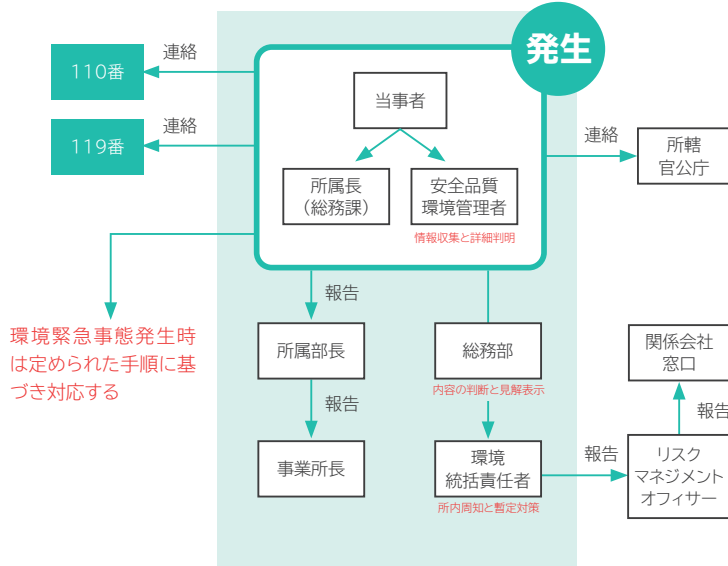 発生
連絡
110番
当事者
連絡
119番
連絡
所轄
官公庁
所属長
（総務課）
安全品質
環境管理者
情報収集と詳細判明
報告
環境緊急事態発生時
は定められた手順に基
づき対応する
所属部長
総務部
関係会社
窓口
内容の判断と見解表示
報告
報告
事業所長
環境
統括責任者
報告
リスク
マネジメント
オフィサー
所内周知と暫定対策